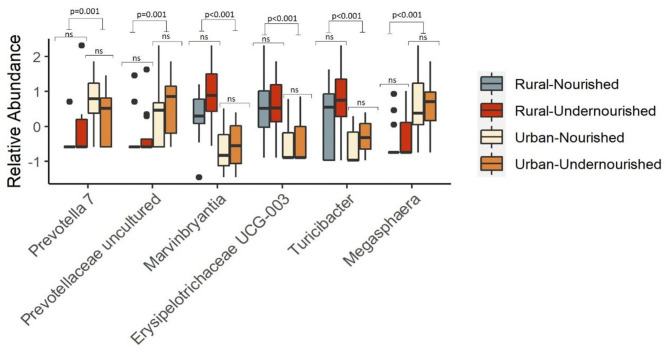 p=0.001 p=0.001 p<0.001 p<0.001 p<0.001 p<0.001
ns ns ns ns ns ns
ns ns ns ns ns ns
Relative Abundance
2
1
0
-1
Prevotella 7
Prevotellaceae uncultured
Marvinbryantia
Erysipelotrichaceae UCG-003
Turicibacter
Megasphaera
Rural-Nourished
Rural-Undernourished
Urban-Nourished
Urban-Undernourished